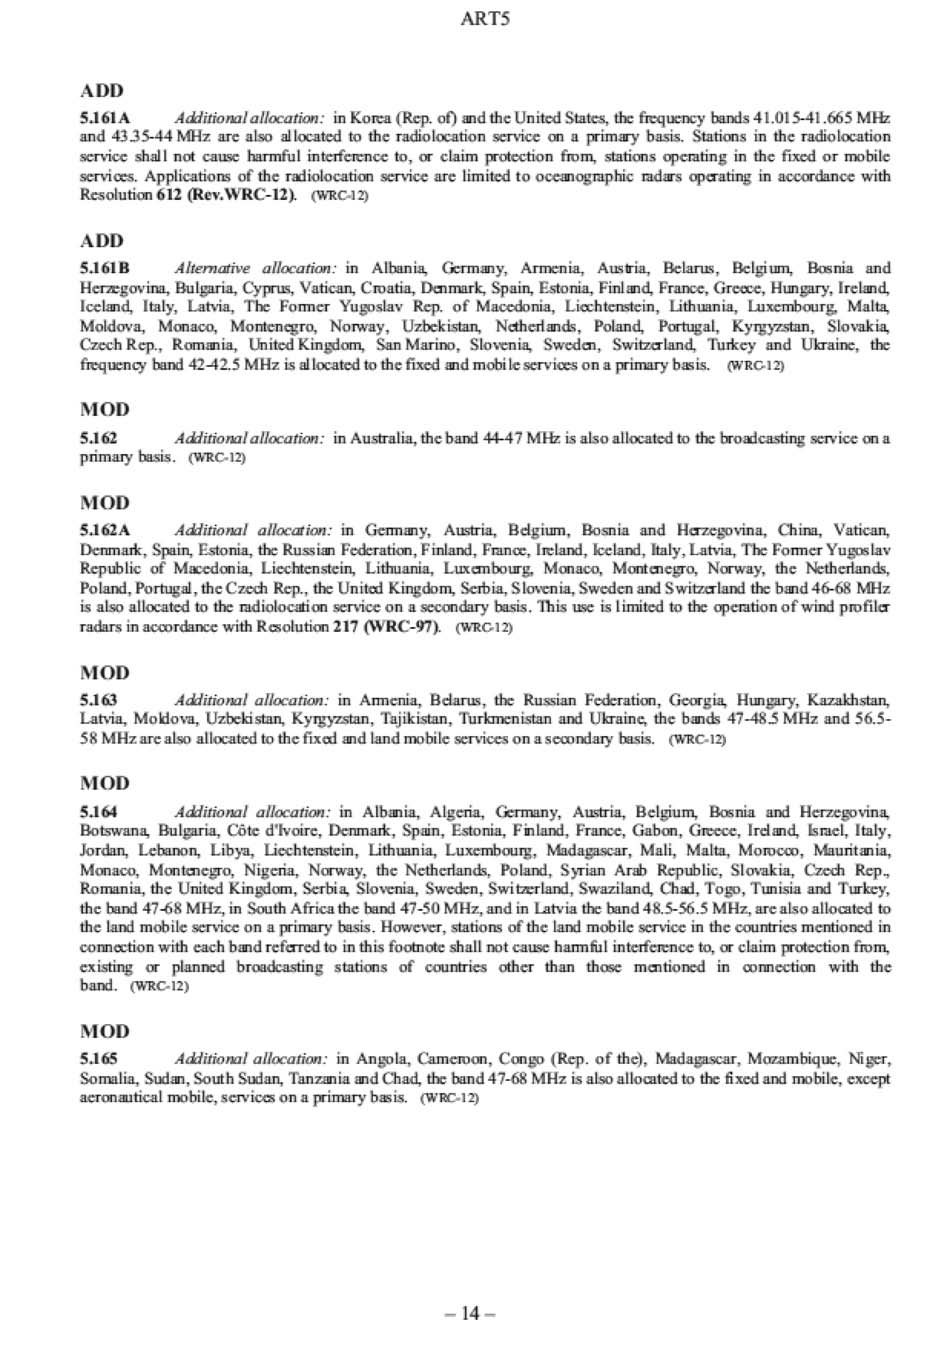 ART5
ADD
5.161A Additional allocation: in Korea (Rep. of) and the United States, the frequency bands 41.015-41.665 MHz
and 43.35-44 MHz are also allocated to the radiolocation service on a primary basis. Stations in the radiolocation
service shall not cause harmful interference to, or claim protection from, stations operating in the fixed or mobile
services. Applications of the radiolocation service are limited to oceanographic radars operating in accordance with
Resolution 612 (Rev.WRC-12). (WRC-12)
ADD
5.161B Alternative allocation: in Albania, Germany, Armenia, Austria, Belarus, Belgium, Bosnia and
Herzegovina, Bulgaria, Cyprus, Vatican, Croatia, Denmark, Spain, Estonia, Finland, France, Greece, Hungary, Ireland,
Iceland, Italy, Latvia, The Former Yugoslav Rep. of Macedonia, Liechtenstein, Lithuania, Luxembourg, Malta,
Moldova, Monaco, Montenegro, Norway, Uzbekistan, Netherlands, Poland, Portugal, Kyrgyzstan, Slovakia,
Czech Rep., Romania, United Kingdom, San Marino, Slovenia, Sweden, Switzerland, Turkey and Ukraine, the
frequency band 42-42.5 MHz is allocated to the fixed and mobile services on a primary basis. (WRC-12)
MOD
5.162 Additional allocation: in Australia, the band 44-47 MHz is also allocated to the broadcasting service on a
primary basis. (WRC-12)
MOD
5.162A Additional allocation: in Germany, Austria, Belgium, Bosnia and Herzegovina, China, Vatican,
Denmark, Spain, Estonia, the Russian Federation, Finland, France, Ireland, Iceland, Italy, Latvia, The Former Yugoslav
Republic of Macedonia, Liechtenstein, Lithuania, Luxembourg, Monaco, Montenegro, Norway, the Netherlands,
Poland, Portugal, the Czech Rep., the United Kingdom, Serbia, Slovenia, Sweden and Switzerland the band 46-68 MHz
is also allocated to the radiolocation service on a secondary basis. This use is limited to the operation of wind profiler
radars in accordance with Resolution 217 (WRC-97). (WRC-12)
MOD
5.163 Additional allocation: in Armenia, Belarus, the Russian Federation, Georgia, Hungary, Kazakhstan,
Latvia, Moldova, Uzbekistan, Kyrgyzstan, Tajikistan, Turkmenistan and Ukraine, the bands 47-48.5 MHz and 56.5-
58 MHz are also allocated to the fixed and land mobile services on a secondary basis. (WRC-12)
MOD
5.164 Additional allocation: in Albania, Algeria, Germany, Austria, Belgium, Bosnia and Herzegovina,
Botswana, Bulgaria, Côte d'Ivoire, Denmark, Spain, Estonia, Finland, France, Gabon, Greece, Ireland, Israel, Italy,
Jordan, Lebanon, Libya, Liechtenstein, Lithuania, Luxembourg, Madagascar, Mali, Malta, Morocco, Mauritania,
Monaco, Montenegro, Nigeria, Norway, the Netherlands, Poland, Syrian Arab Republic, Slovakia, Czech Rep.,
Romania, the United Kingdom, Serbia, Slovenia, Sweden, Switzerland, Swaziland, Chad, Togo, Tunisia and Turkey,
the band 47-68 MHz, in South Africa the band 47-50 MHz, and in Latvia the band 48.5-56.5 MHz, are also allocated to
the land mobile service on a primary basis. However, stations of the land mobile service in the countries mentioned in
connection with each band referred to in this footnote shall not cause harmful interference to, or claim protection from,
existing or planned broadcasting stations of countries other than those mentioned in connection with the
band. (WRC-12)
MOD
5.165 Additional allocation: in Angola, Cameroon, Congo (Rep. of the), Madagascar, Mozambique, Niger,
Somalia, Sudan, South Sudan, Tanzania and Chad, the band 47-68 MHz is also allocated to the fixed and mobile, except
aeronautical mobile, services on a primary basis. (WRC-12)
– 14 –